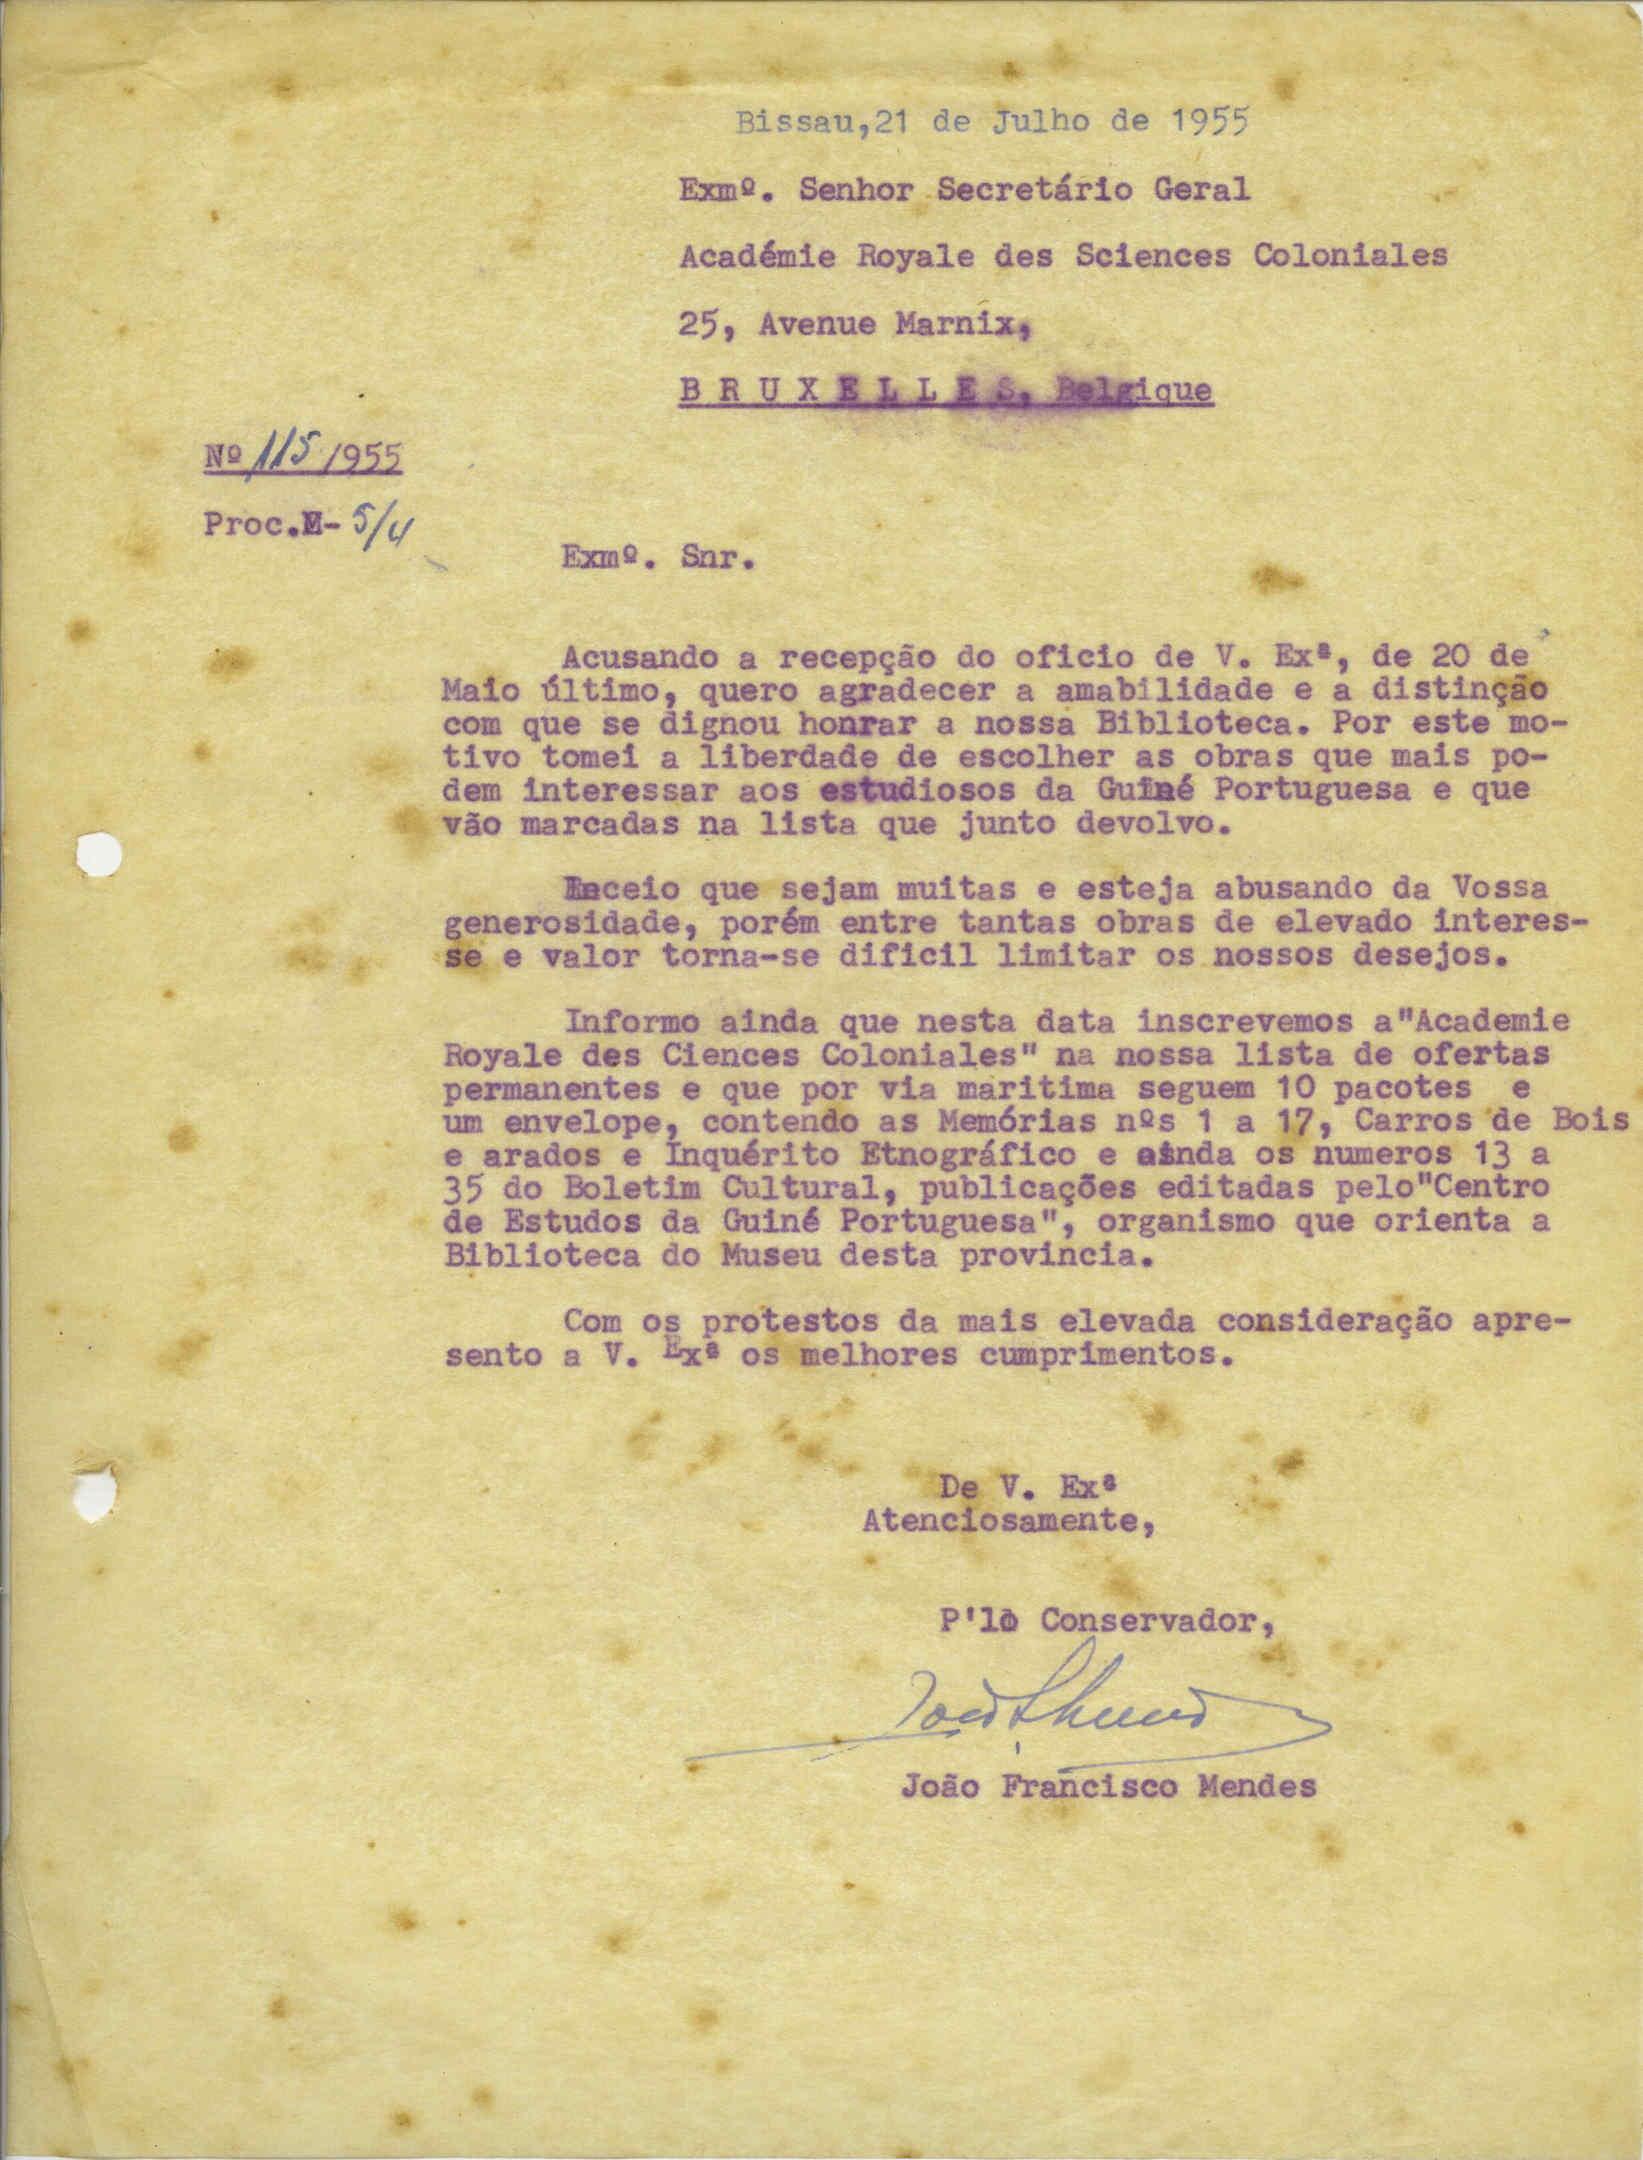 Bissau,21 de Julho de 1955
Exmº. Senhor Secretário Geral
Académie Royale des Sciences Coloniales
25, Avenue Marnix,
B R U X E L L E S, Belgique
Nº 115/1955
Proc.M- 5/4
Exmº. Snr.
Acusando a recepção do oficio de V. Exª, de 20 de
Maio último, quero agradecer a amabilidade e a distinção
com que se dignou honrar a nossa Biblioteca. Por este mo-
tivo tomei a liberdade de escolher as obras que mais po-
dem interessar aos estudiosos da Guiné Portuguesa e que
vão marcadas na lista que junto devolvo.
que sejam muitas e esteja abusando da Vossa
generosidade, porém entre tantas obras de elevado interes-
se e valor torna-se dificil limitar os nossos desejos.
Informo ainda que nesta data inscrevemos a"Academie
Royale des Ciences Coloniales" na nossa lista de ofertas
permanentes e que por via maritima seguem 10 pacotes e
um envelope, contendo as Memórias nºs 1 a 17, Carros de Bois
e arados e Inquérito Etnográfico e ainda os numeros 13 a
35 do Boletim Cultural, publicações editadas pelo"Centro
de Estudos da Guiné Portuguesa", organismo que orienta a
Biblioteca do Museu desta provincia.
Com os protestos da mais elevada consideração apre-
sento a V. Exª os melhores cumprimentos.
De V. Exª
Atenciosamente,
P'lo Conservador,
João Francisco Mendes